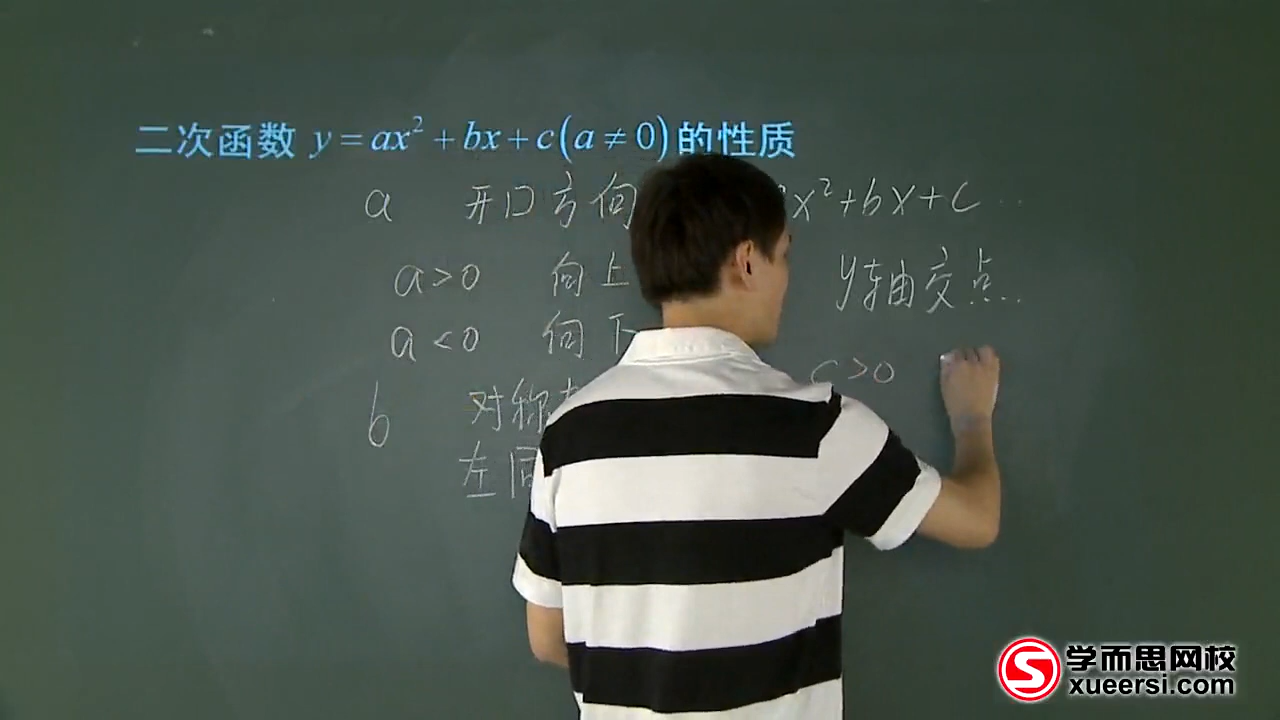 二次函数 y=ax²+bx+c(a≠0)的性质
a 开口方向
x²+bx+c
a>0 向上
y轴交点
a<0 向下
c>0
b 对称
左同
学而思网校
xueersi.com